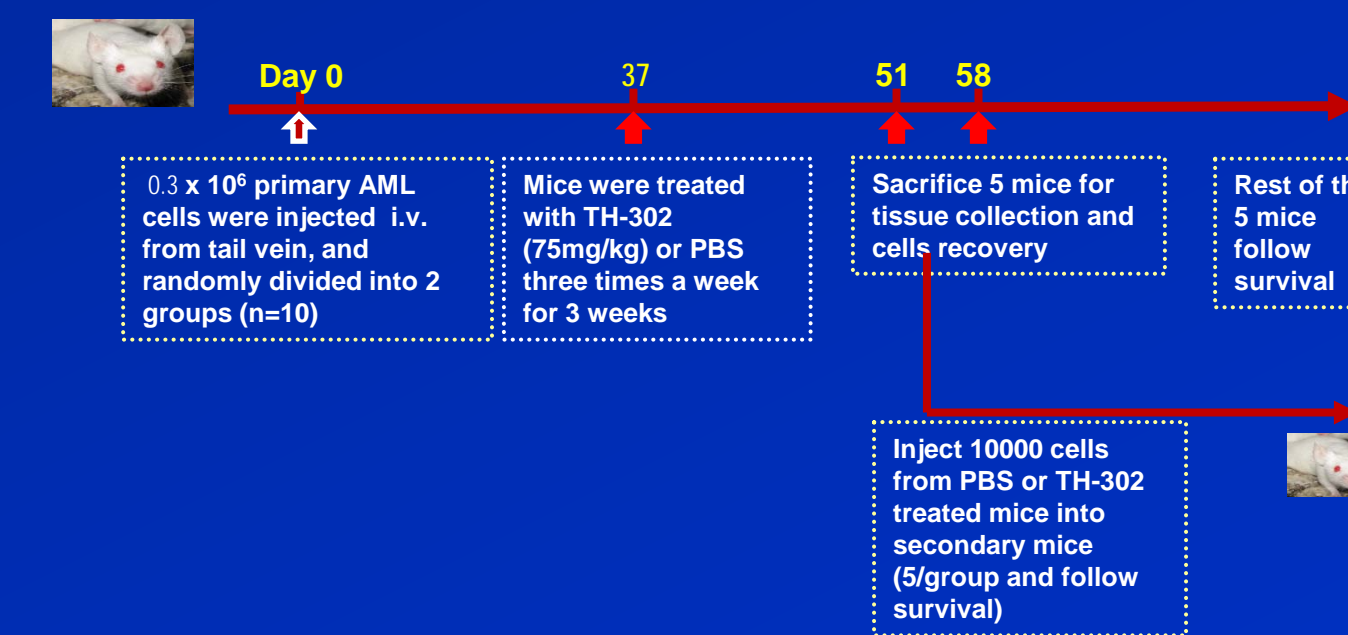 Day 0
37
51
58
0.3 x 10⁶ primary AML
cells were injected i.v.
from tail vein, and
randomly divided into 2
groups (n=10)
Mice were treated
with TH-302
(75mg/kg) or PBS
three times a week
for 3 weeks
Sacrifice 5 mice for
tissue collection and
cells recovery
Rest of
5 mice
follow
survival
Inject 10000 cells
from PBS or TH-302
treated mice into
secondary mice
(5/group and follow
survival)